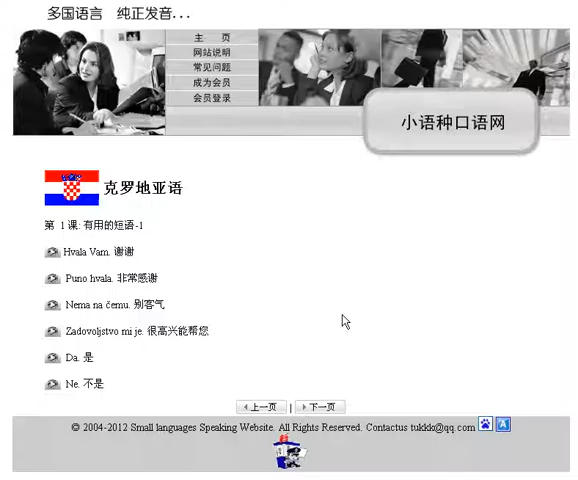 多国语言 纯正发音...
主 页
网站说明
常见问题
成为会员
会员登录
小语种口语网
克罗地亚语
第 1 课: 有用的短语-1
Hvala Vam. 谢谢
Puno hvala. 非常感谢
Nema na čemu. 别客气
Zadovoljstvo mi je. 很高兴能帮您
Da. 是
Ne. 不是
上一页 | 下一页
© 2004-2012 Small languages Speaking Website. All Rights Reserved. Contactus tukkk@qq.com